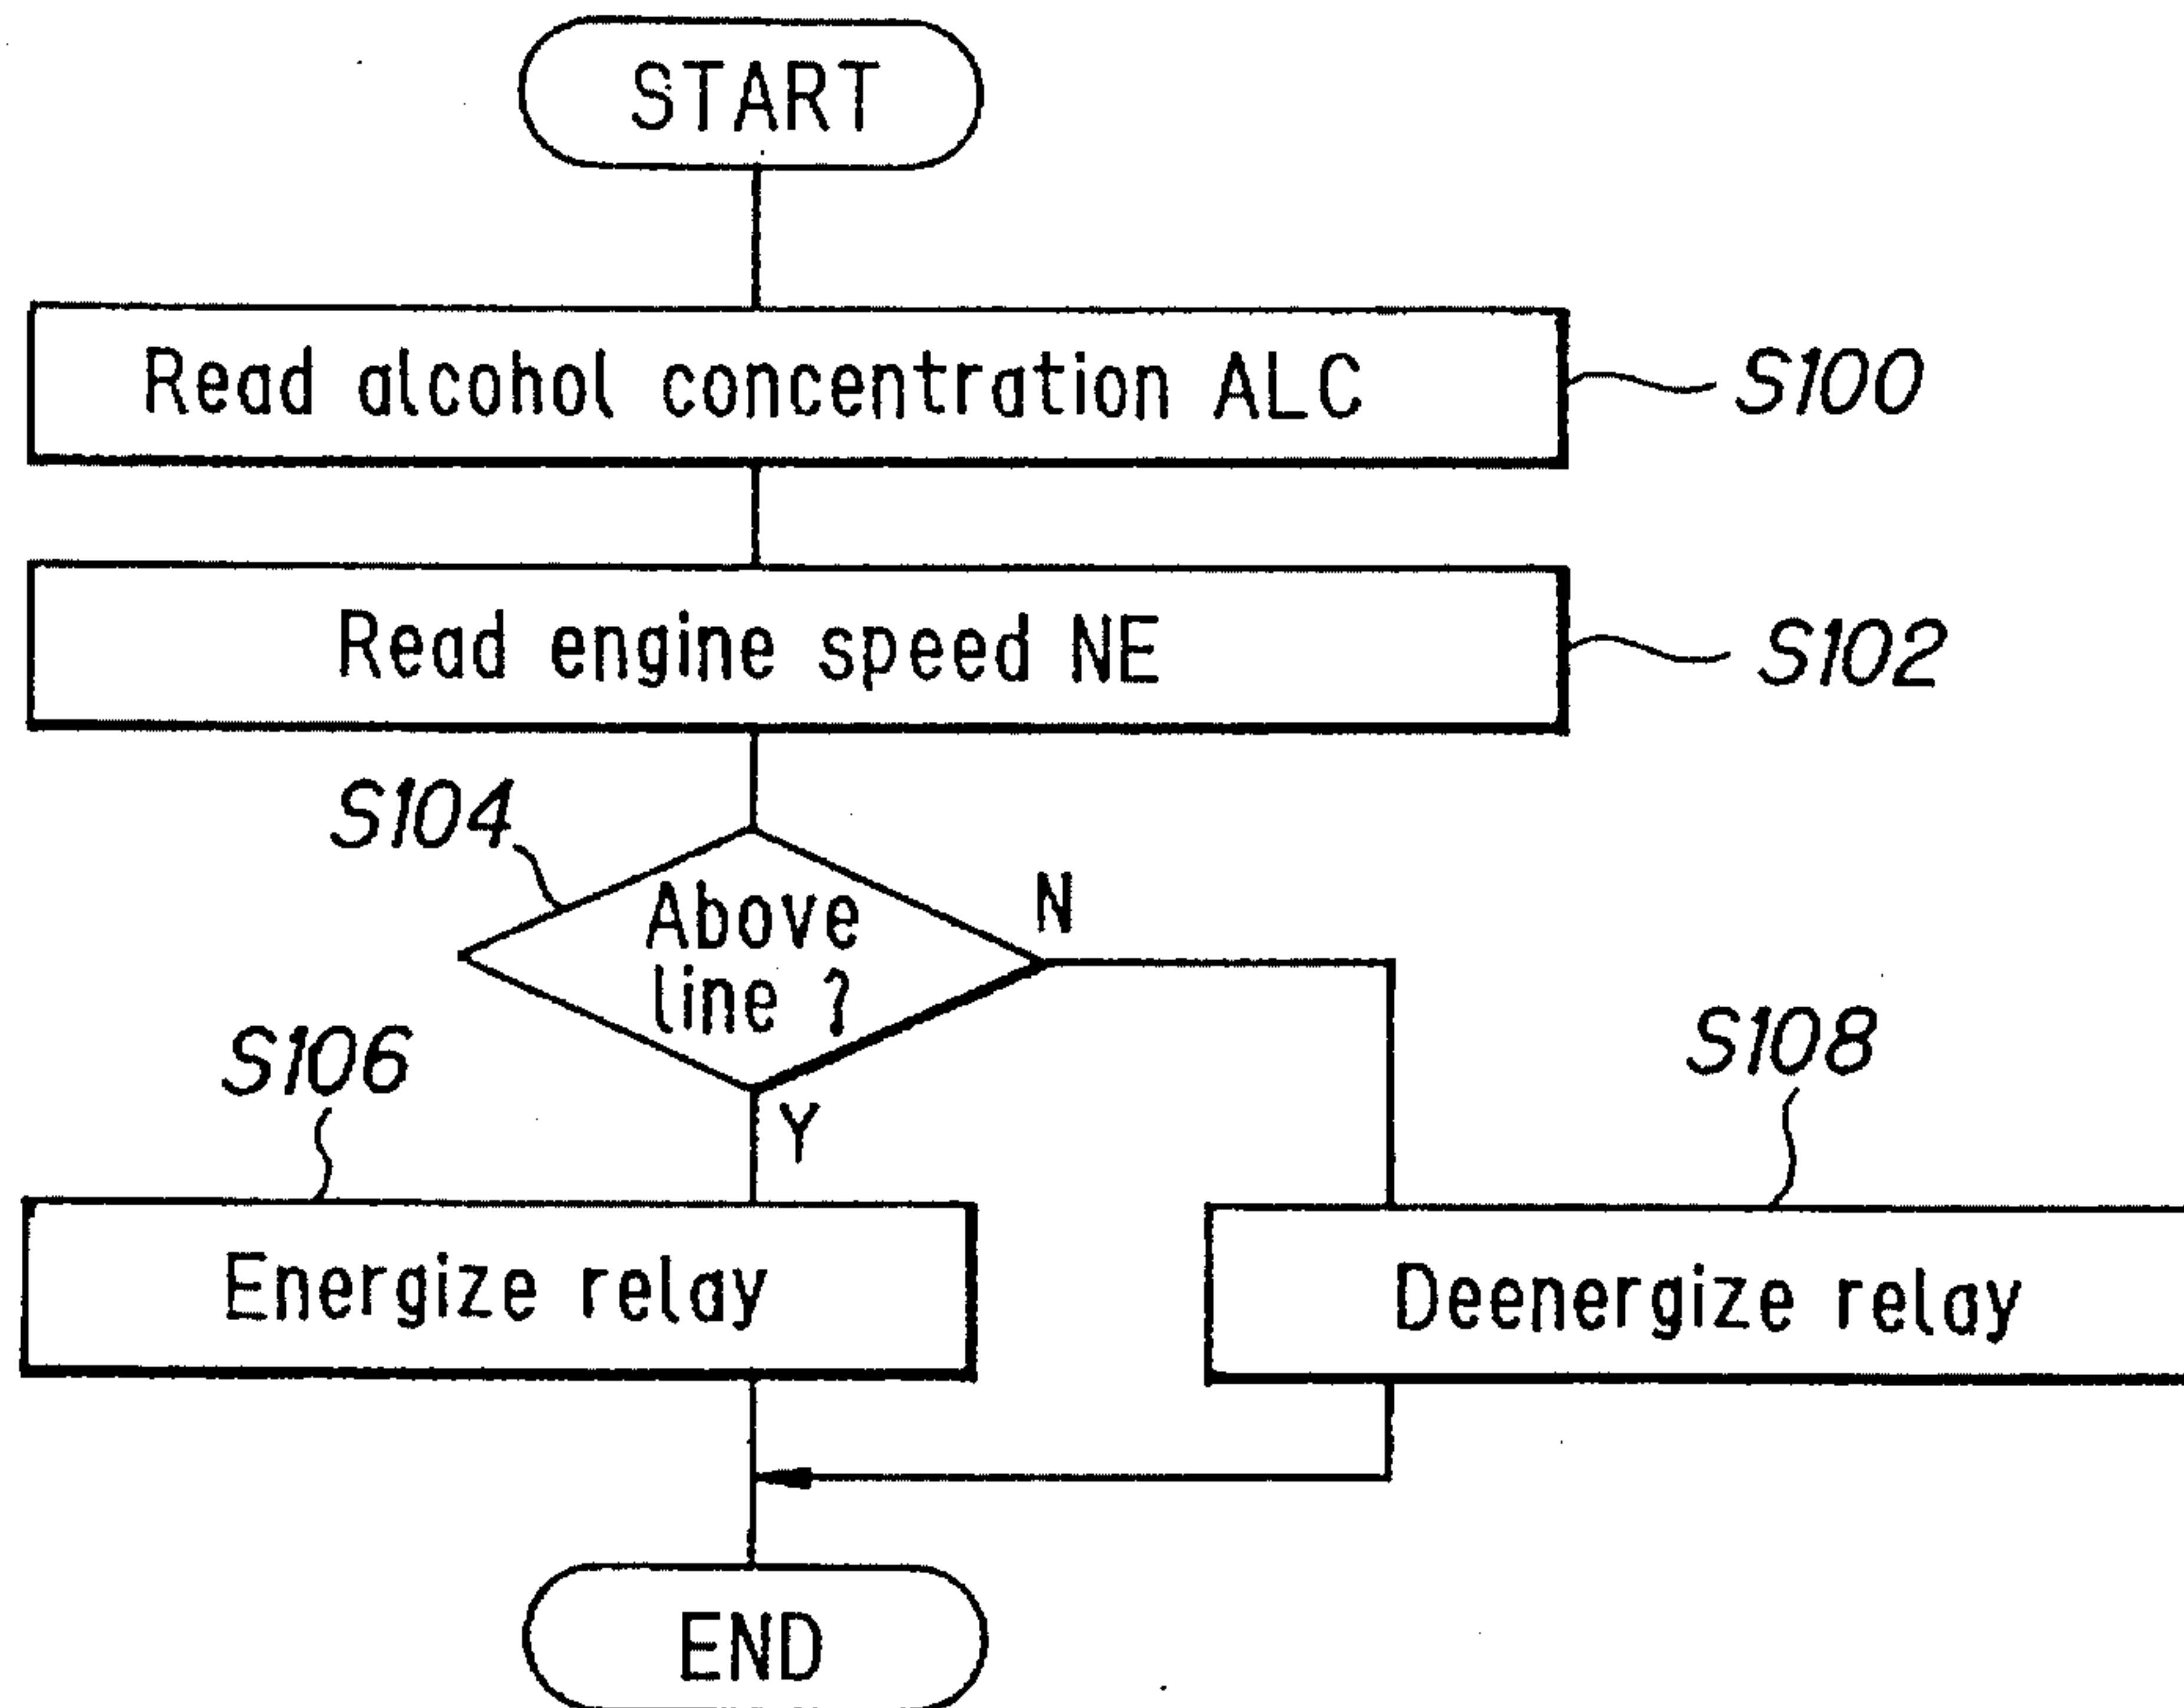 START
Read alcohol concentration ALC
S100
Read engine speed NE
S102
S104
Above
line ?
N
Y
S106
S108
Energize relay
Deenergize relay
END